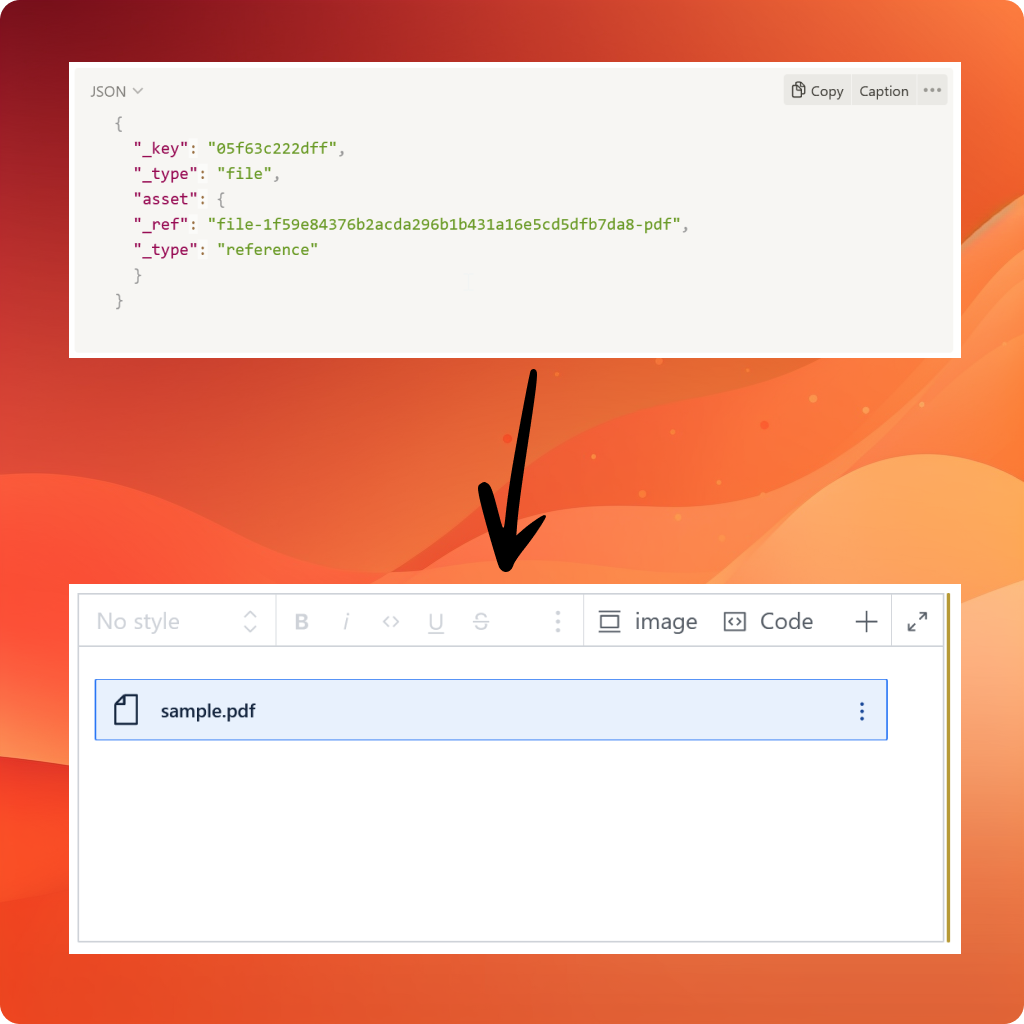 JSON
Copy Caption
{
"_key": "05f63c222dff",
"_type": "file",
"asset": {
"_ref": "file-1f59e84376b2acda296b1b431a16e5cd5dfb7da8-pdf",
"_type": "reference"
}
}
No style B i <> U S image Code
sample.pdf